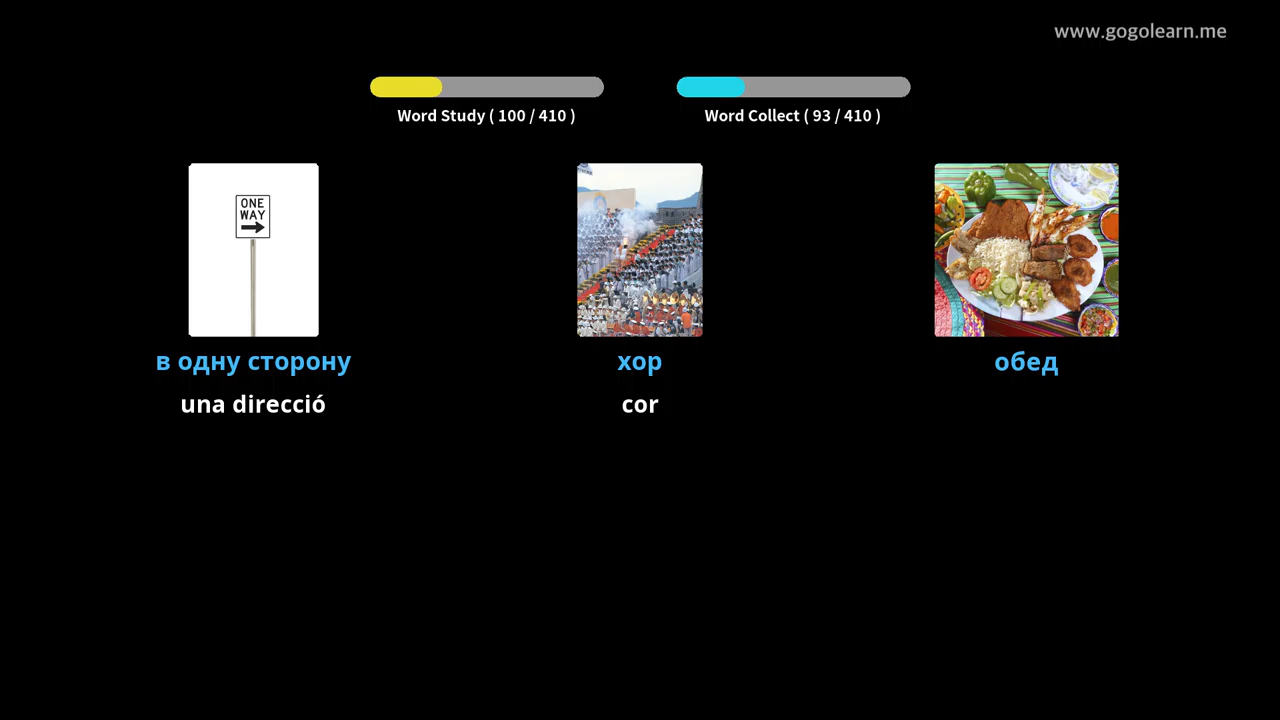 www.gogolearn.me
Word Study ( 100 / 410 )
Word Collect ( 93 / 410 )
ONE
WAY
в одну сторону
хор
обед
una direcció
cor